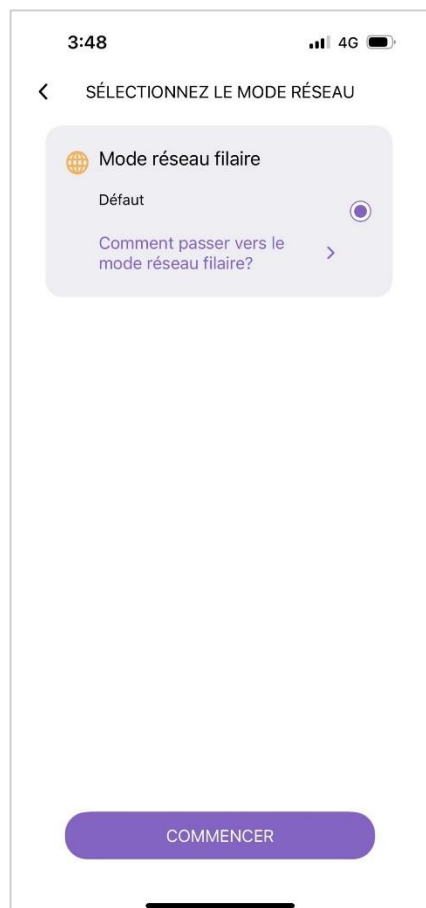 3:48
4G
SÉLECTIONNEZ LE MODE RÉSEAU
Mode réseau filaire
Défaut
Comment passer vers le
mode réseau filaire?
COMMENCER